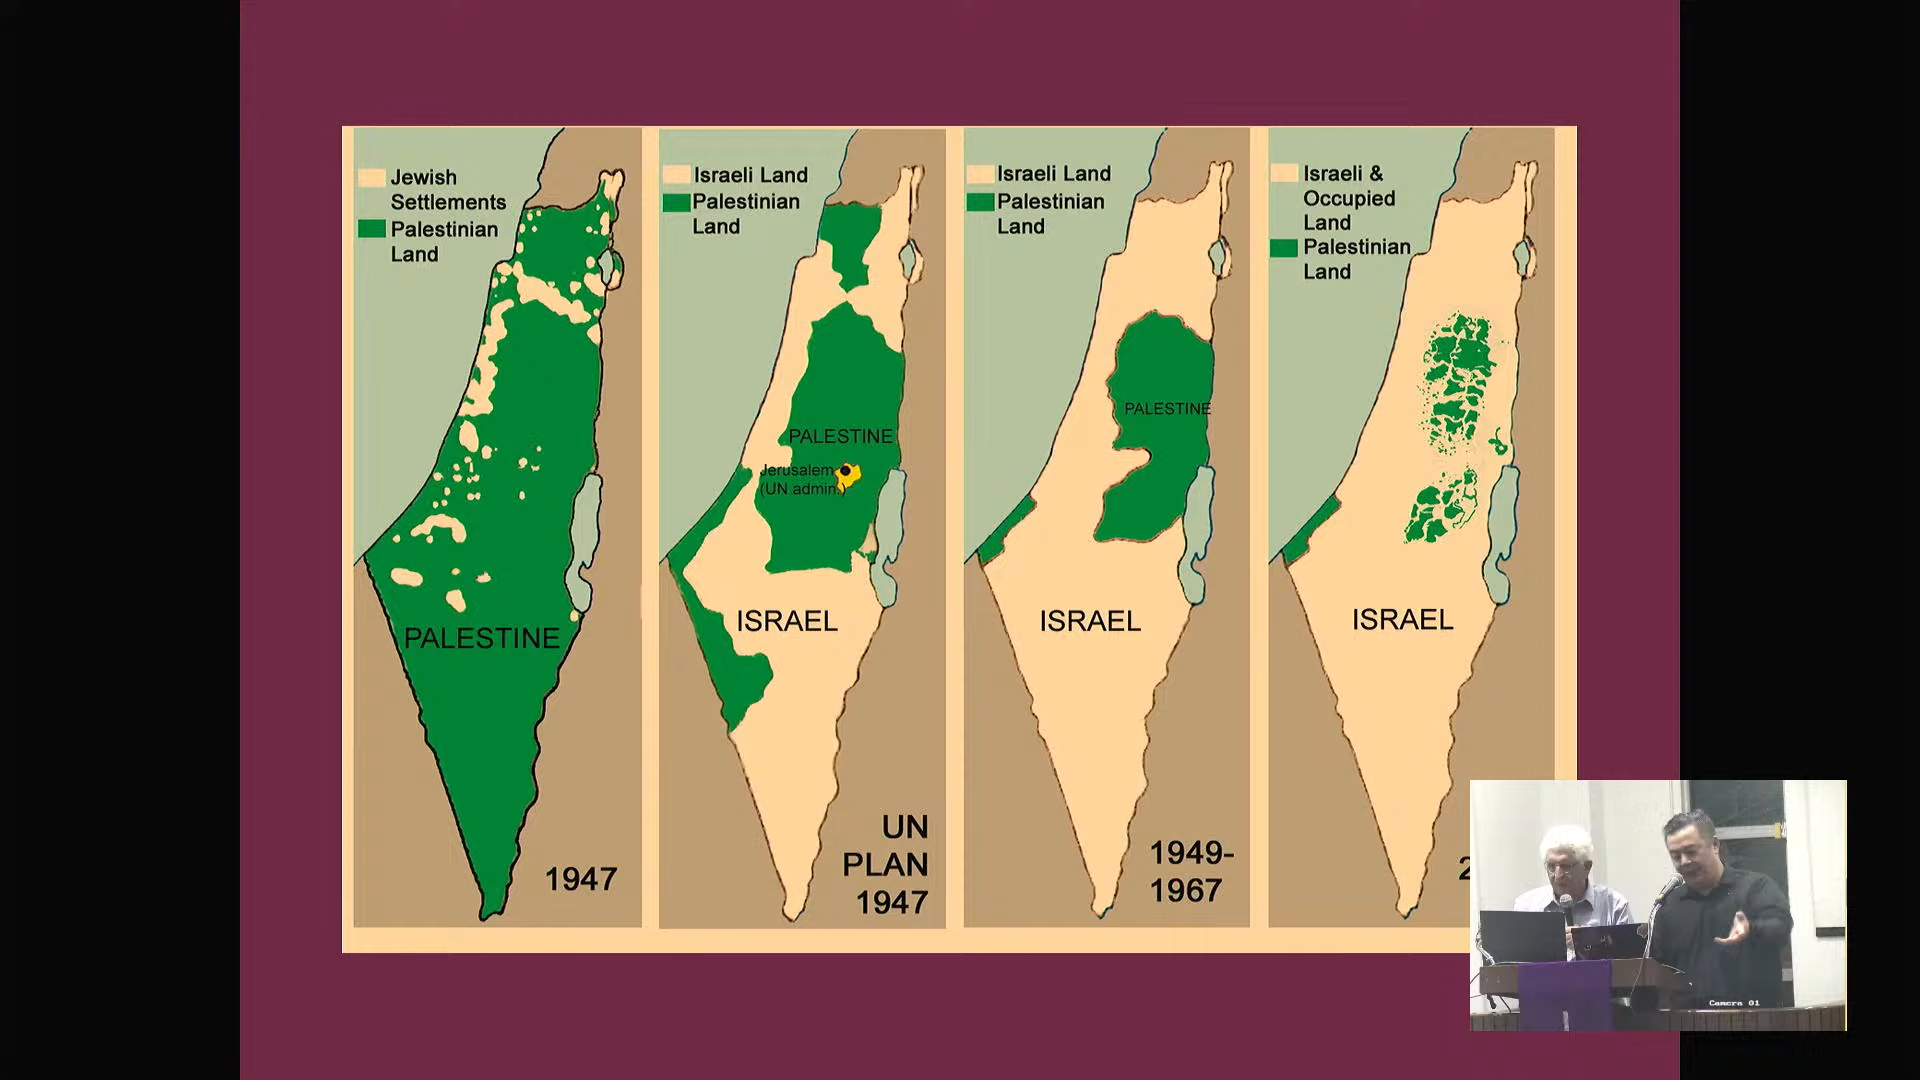 Jewish
Settlements
Palestinian
Land
PALESTINE
1947
Israeli Land
Palestinian
Land
PALESTINE
Jerusalem
(UN admin.)
ISRAEL
UN
PLAN
1947
Israeli Land
Palestinian
Land
PALESTINE
ISRAEL
1949-
1967
Israeli &
Occupied
Land
Palestinian
Land
ISRAEL
2
Camera 01